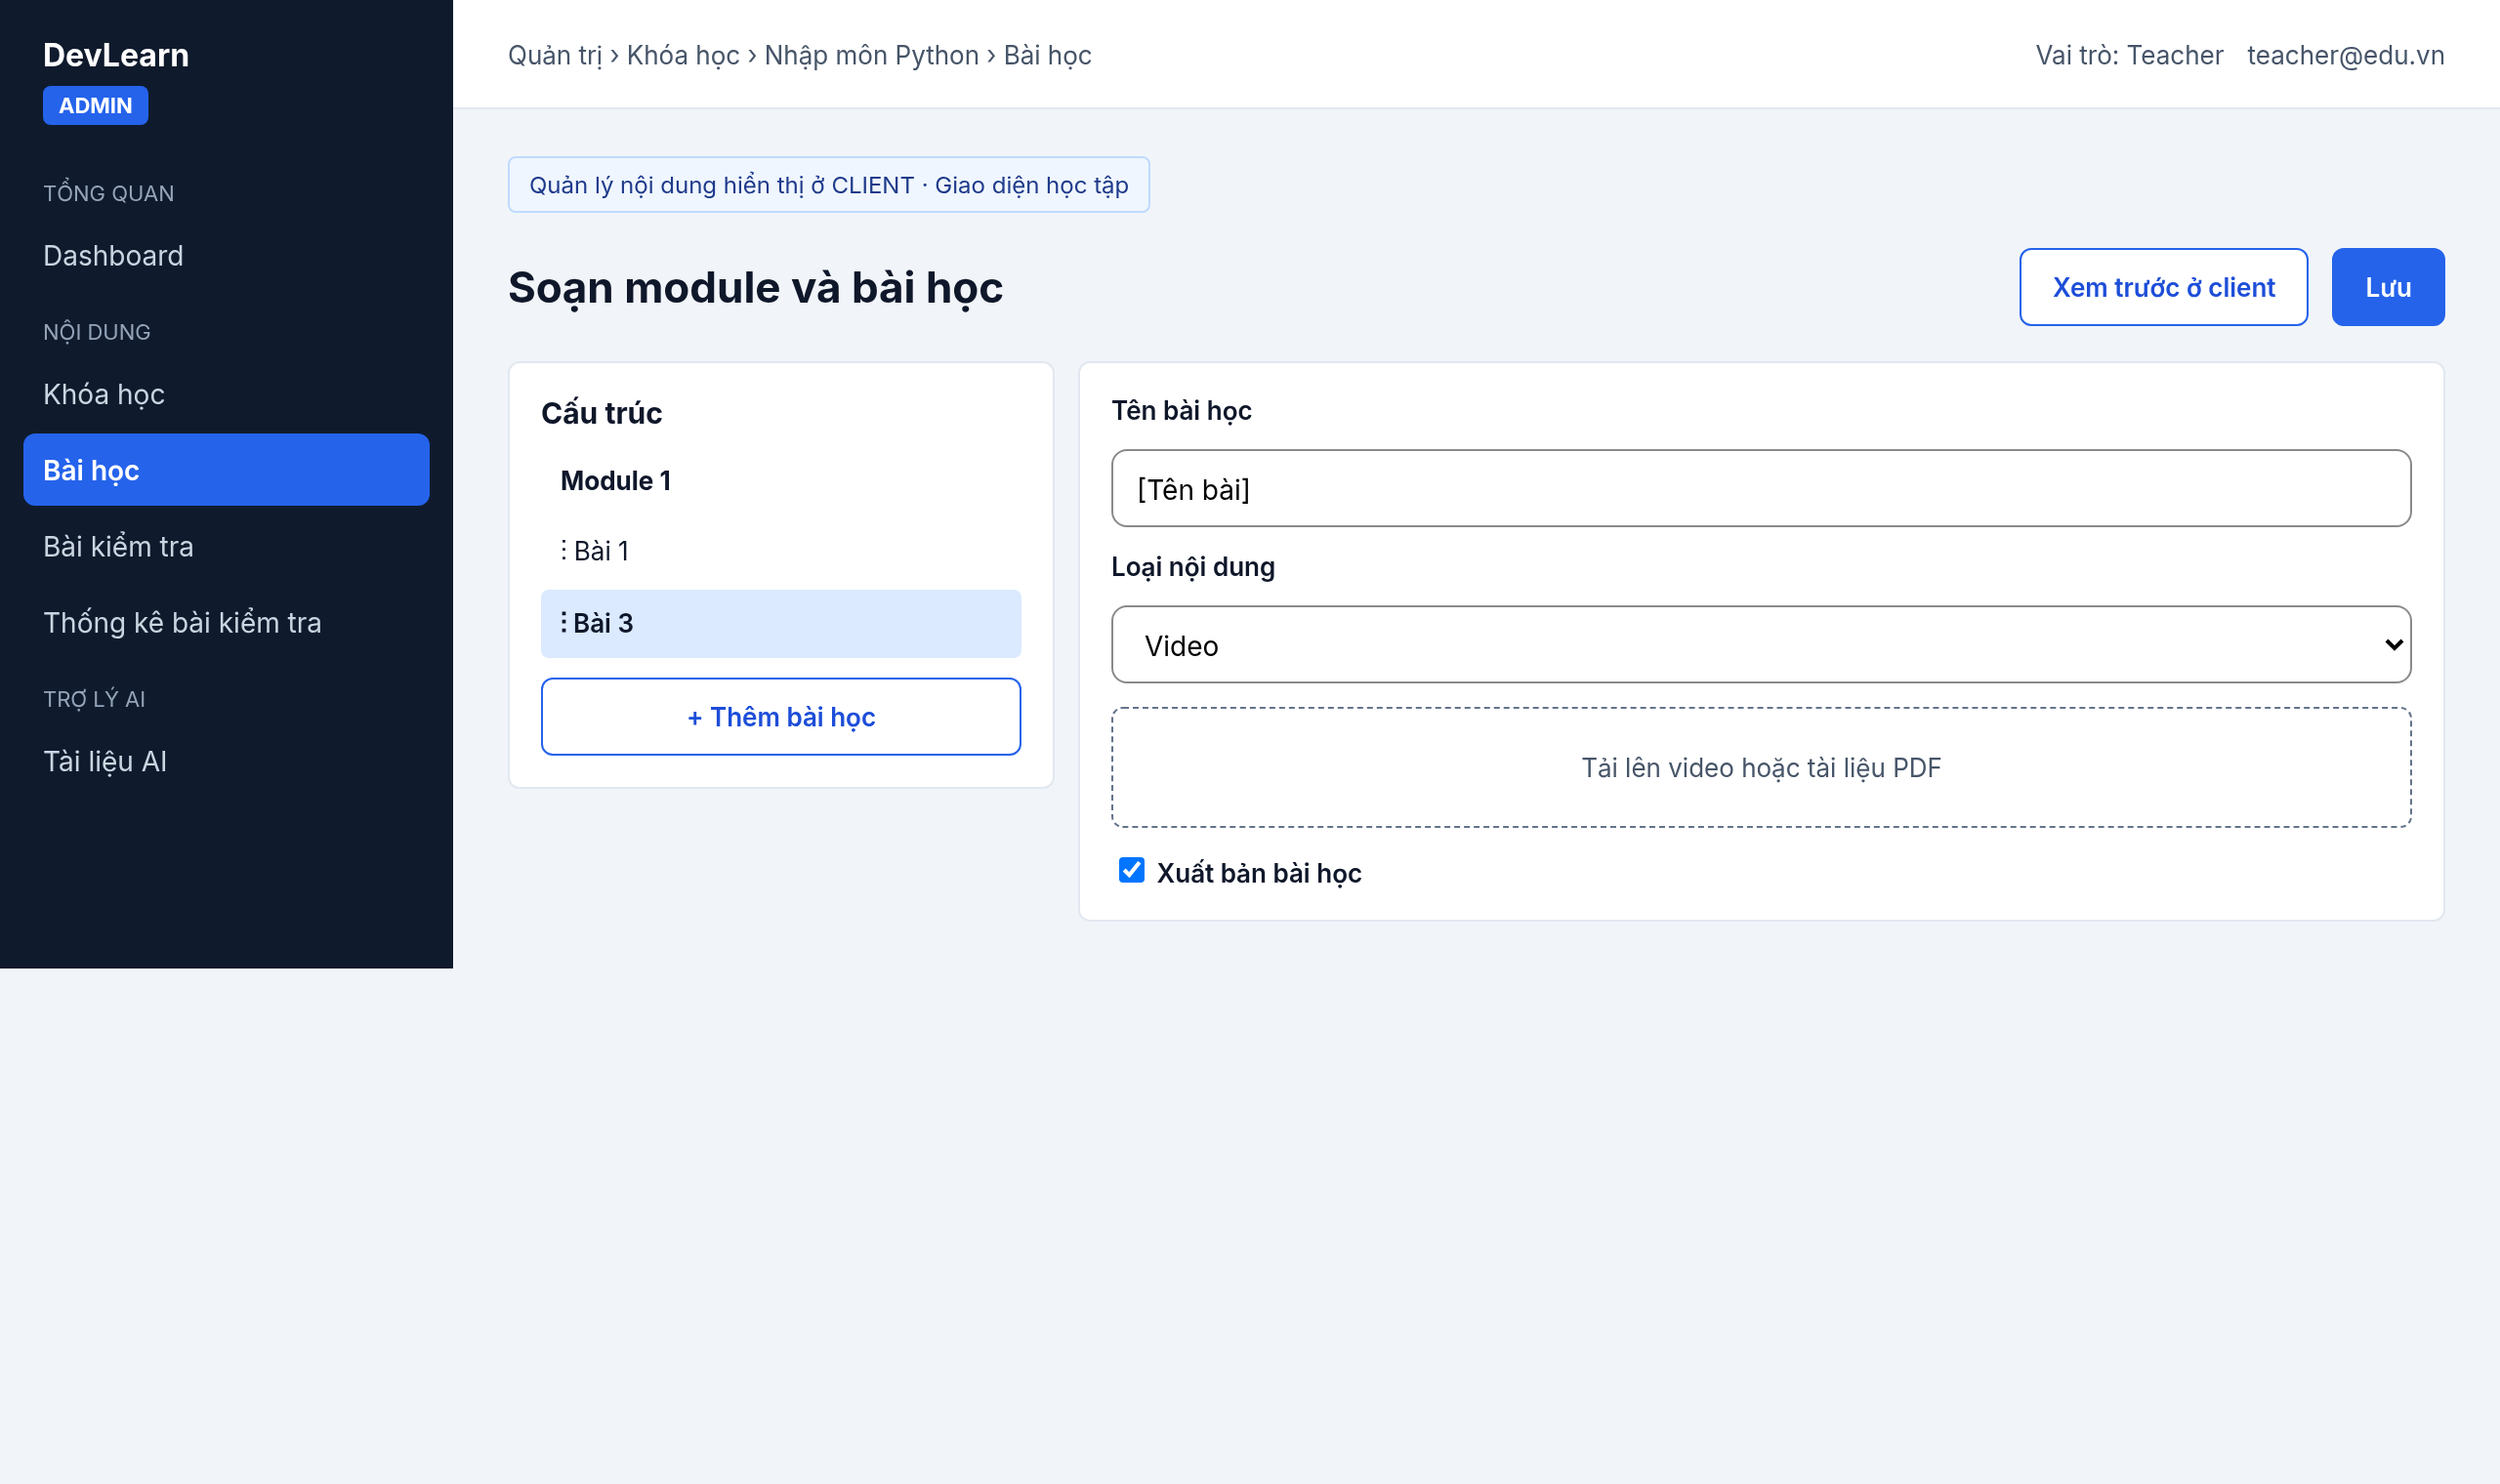 DevLearn
ADMIN
TỔNG QUAN
Dashboard
NỘI DUNG
Khóa học
Bài học
Bài kiểm tra
Thống kê bài kiểm tra
TRỢ LÝ AI
Tài liệu AI
Quản trị › Khóa học › Nhập môn Python › Bài học
Vai trò: Teacher teacher@edu.vn
Quản lý nội dung hiển thị ở CLIENT · Giao diện học tập
Soạn module và bài học
Xem trước ở client
Lưu
Cấu trúc
Module 1
⋮ Bài 1
⋮ Bài 3
+ Thêm bài học
Tên bài học
[Tên bài]
Loại nội dung
Video
Tải lên video hoặc tài liệu PDF
Xuất bản bài học